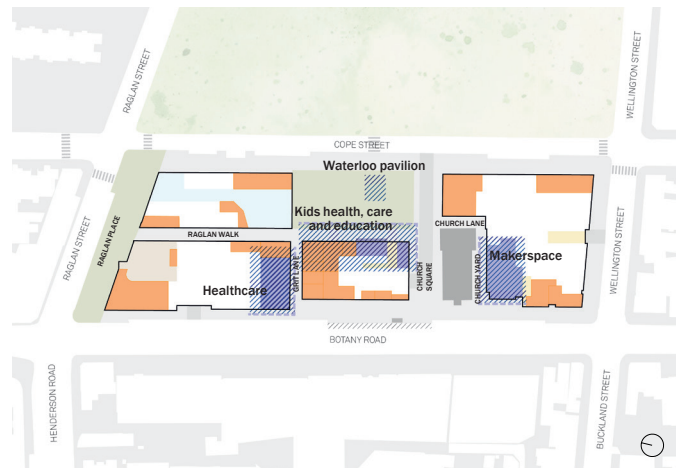 RAGLAN STREET
WELLINGTON STREET
COPE STREET
Waterloo pavilion
Kids health, care
and education
RAGLAN STREET
RAGLAN PLACE
RAGLAN WALK
CHURCH LANE
WELLINGTON STREET
Healthcare
GRIT LANE
CHURCH
SQUARE
CHURCH YARD
Makerspace
BOTANY ROAD
HENDERSON ROAD
BUCKLAND STREET